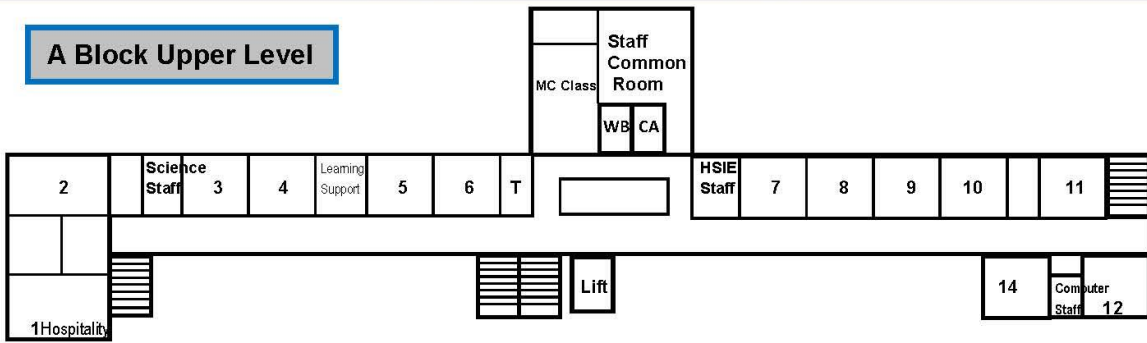 A Block Upper Level
Staff
Common
Room
MC Class
WB CA
2
Science
Staff
3
4
Learning
Support
5
6
T
HSIE
Staff
7
8
9
10
11
Lift
14
Computer
Staff
12
1Hospitality